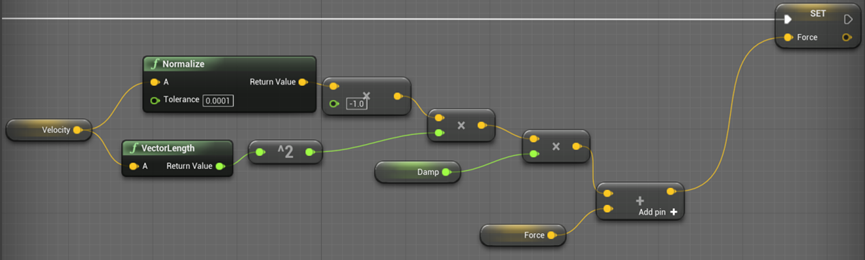 SET
Force
f Normalize
A
Return Value
Tolerance 0.0001
×
-1.0
Velocity
f VectorLength
A
Return Value
^2
×
×
Damp
+
Add pin +
Force